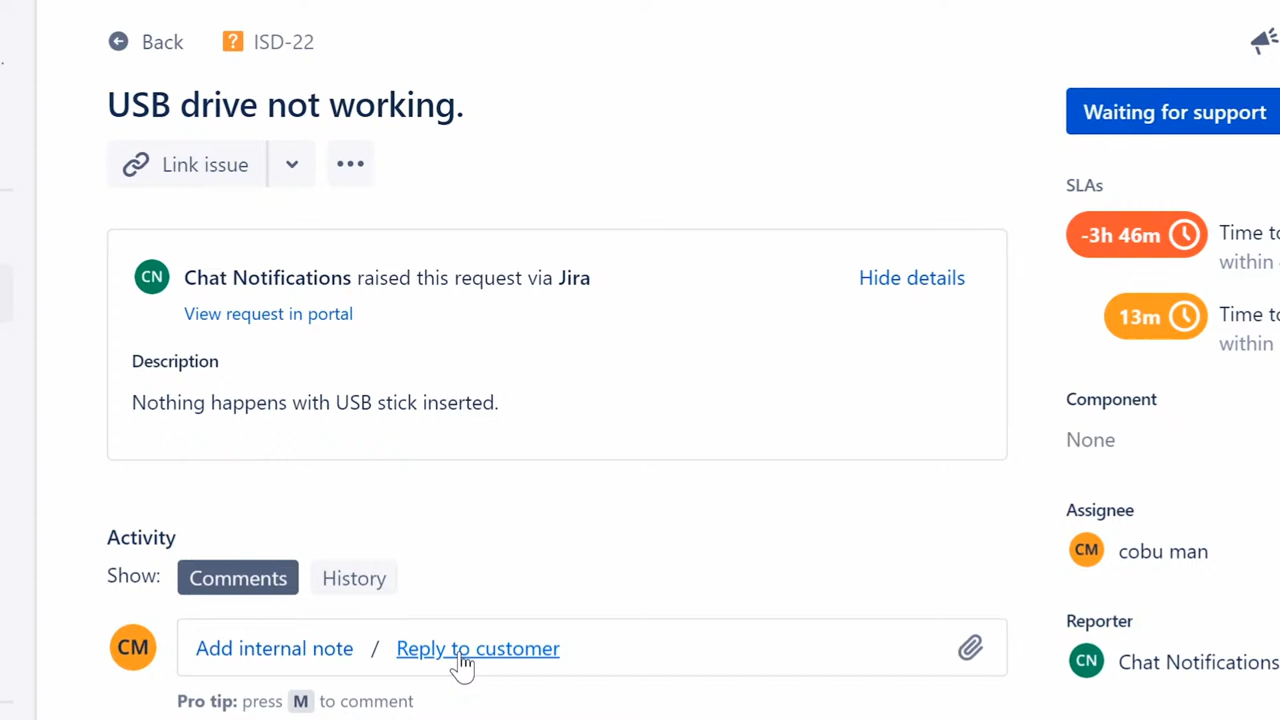 Back ISD-22
USB drive not working.
Waiting for support
Link issue
SLAs
-3h 46m Time to
within
CN Chat Notifications raised this request via Jira Hide details
View request in portal
13m Time to
within
Description
Nothing happens with USB stick inserted.
Component
None
Activity
Show: Comments History
Assignee
CM cobu man
CM Add internal note / Reply to customer
Pro tip: press M to comment
Reporter
CN Chat Notifications